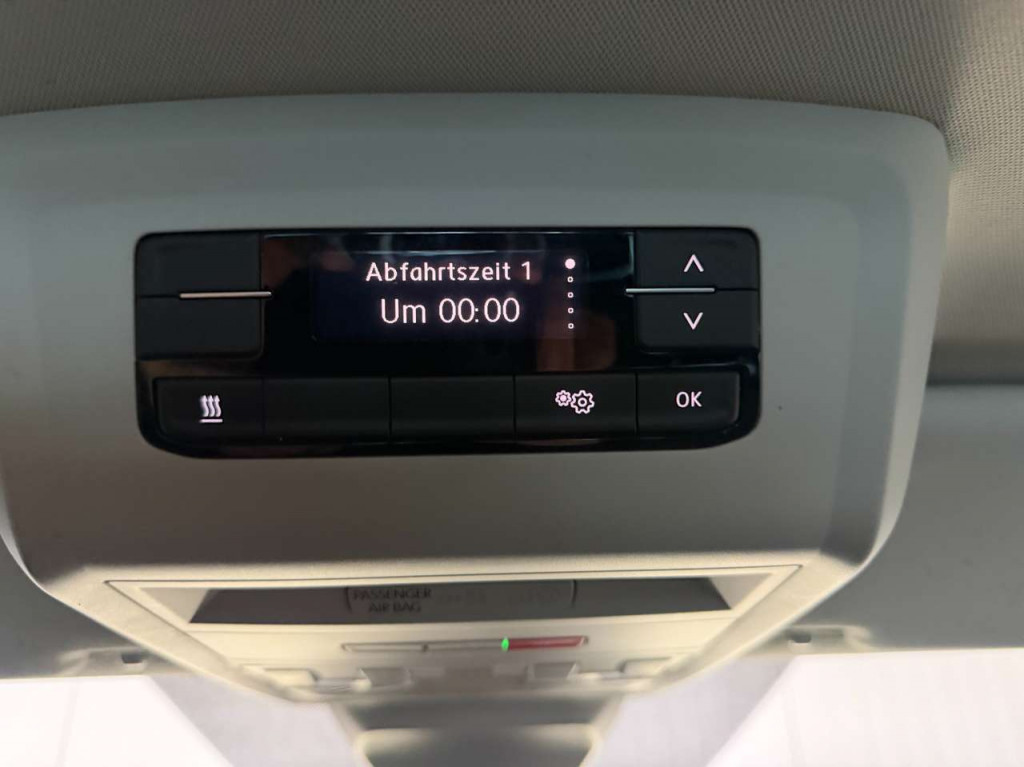 Abfahrtszeit 1
Um 00:00
OK
PASSENGER
AIR BAG